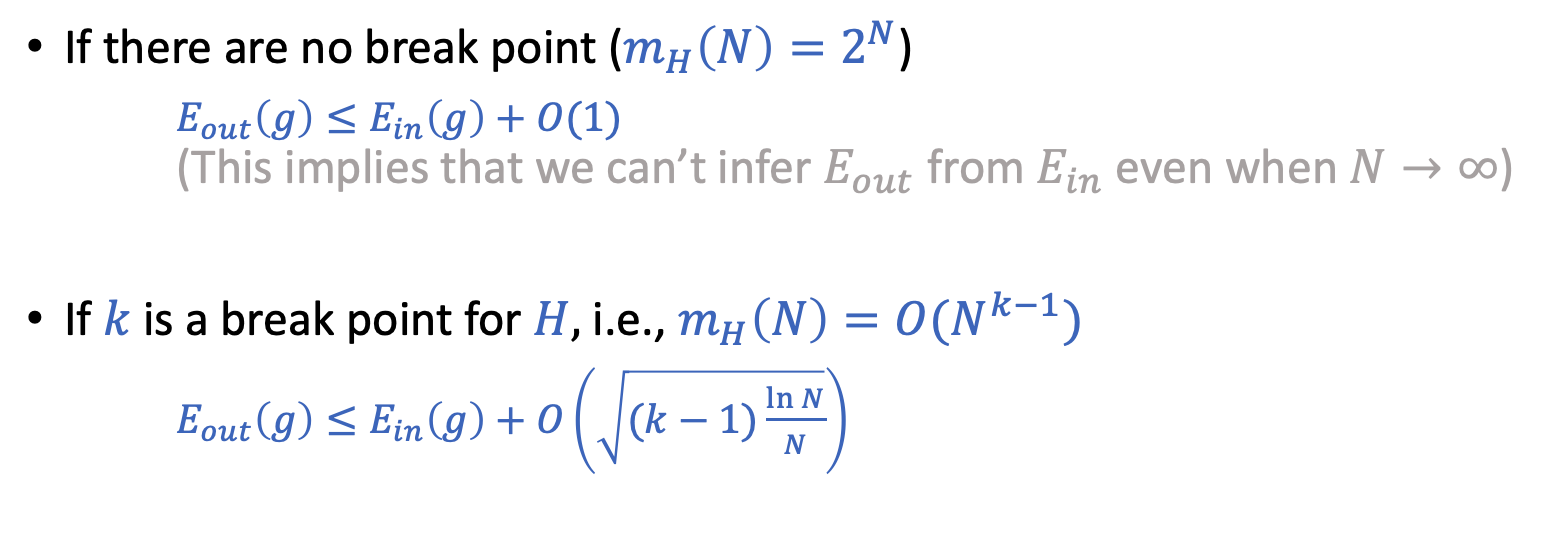 • If there are no break point (m_H(N) = 2^N)
E_out(g) ≤ E_in(g) + O(1)
(This implies that we can't infer E_out from E_in even when N → ∞)
• If k is a break point for H, i.e., m_H(N) = O(N^{k−1})
E_out(g) ≤ E_in(g) + O(√((k − 1) ln N / N))